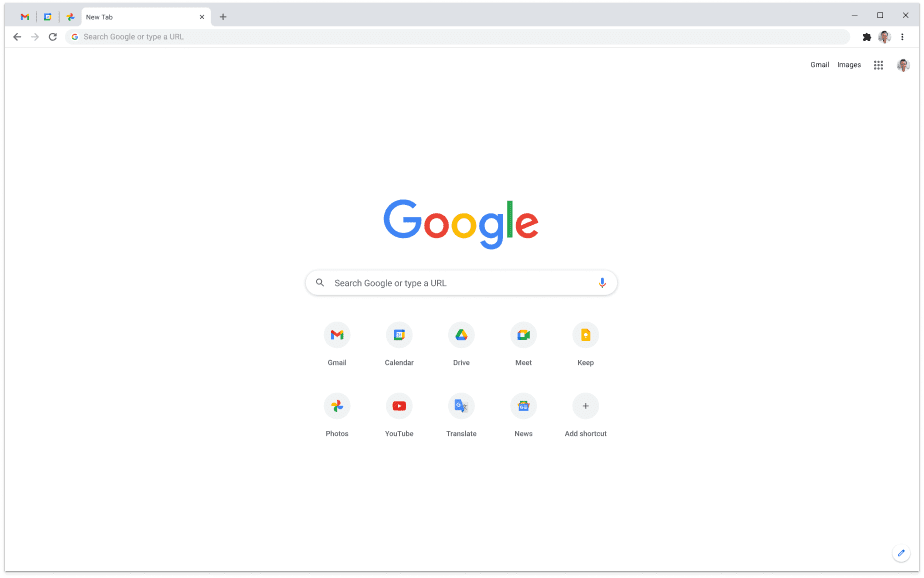 New Tab
Search Google or type a URL
Gmail Images
Google
Search Google or type a URL
Gmail Calendar Drive Meet Keep
Photos YouTube Translate News Add shortcut